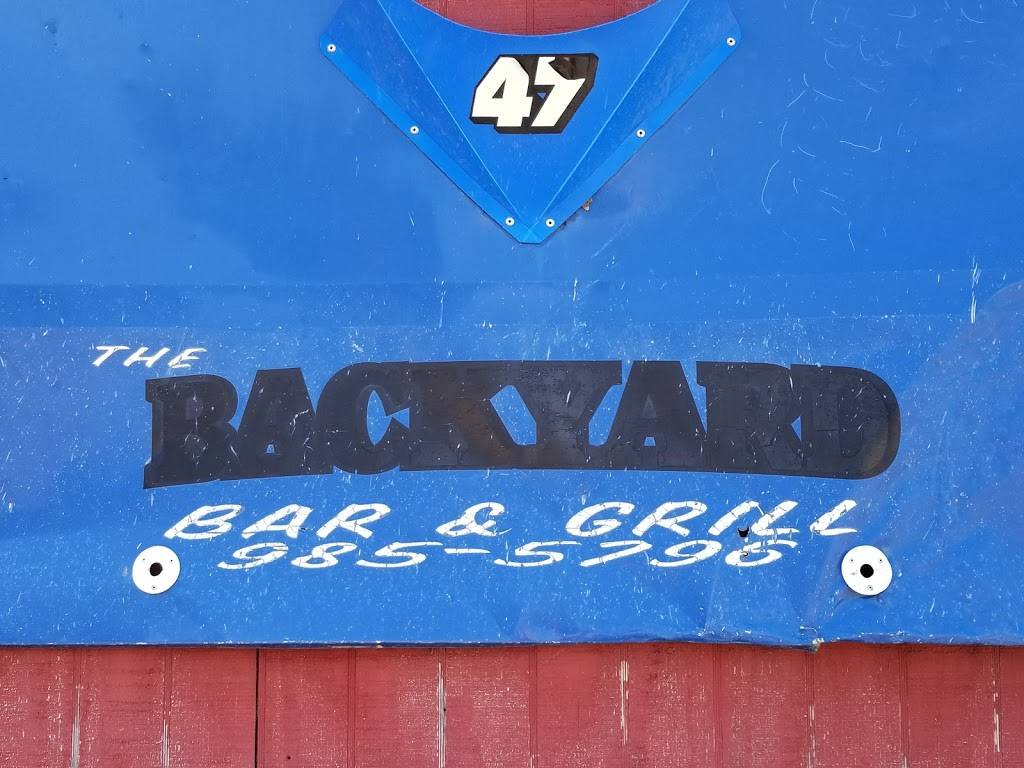 47
THE
BACKYARD
BAR & GRILL
985-5796